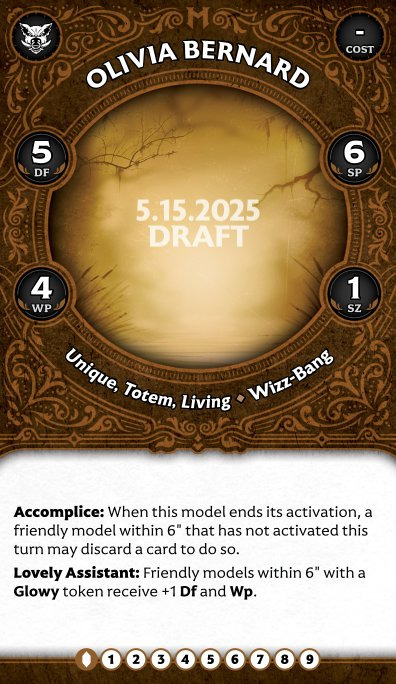 M
-
COST
OLIVIA BERNARD
5
DF
6
SP
5.15.2025
DRAFT
4
WP
1
SZ
Unique, Totem, Living ◆ Wizz-Bang
Accomplice: When this model ends its activation, a
friendly model within 6" that has not activated this
turn may discard a card to do so.
Lovely Assistant: Friendly models within 6" with a
Glowy token receive +1 Df and Wp.
1 2 3 4 5 6 7 8 9